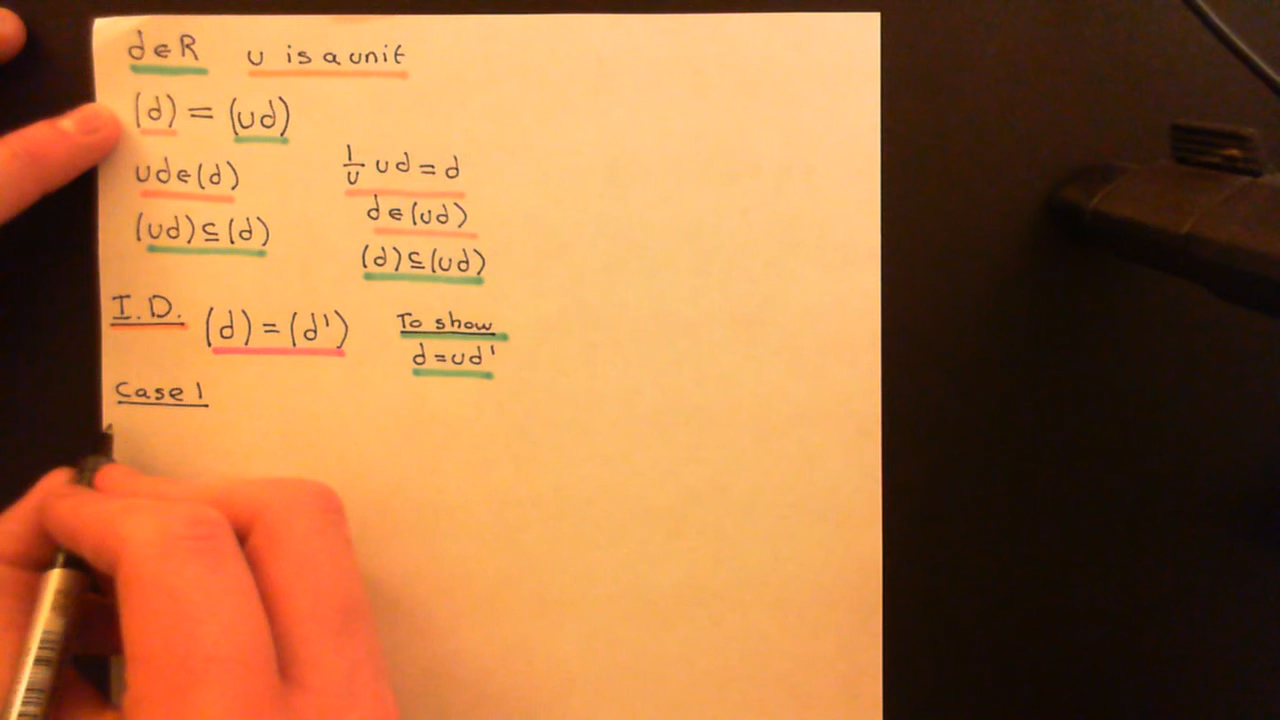 d∈R u is a unit
(d) = (ud)
ud∈(d) 1/u ud = d
(ud)⊆(d) d∈(ud)
(d)⊆(ud)
I.D. (d) = (d') To show
d = ud'
Case 1